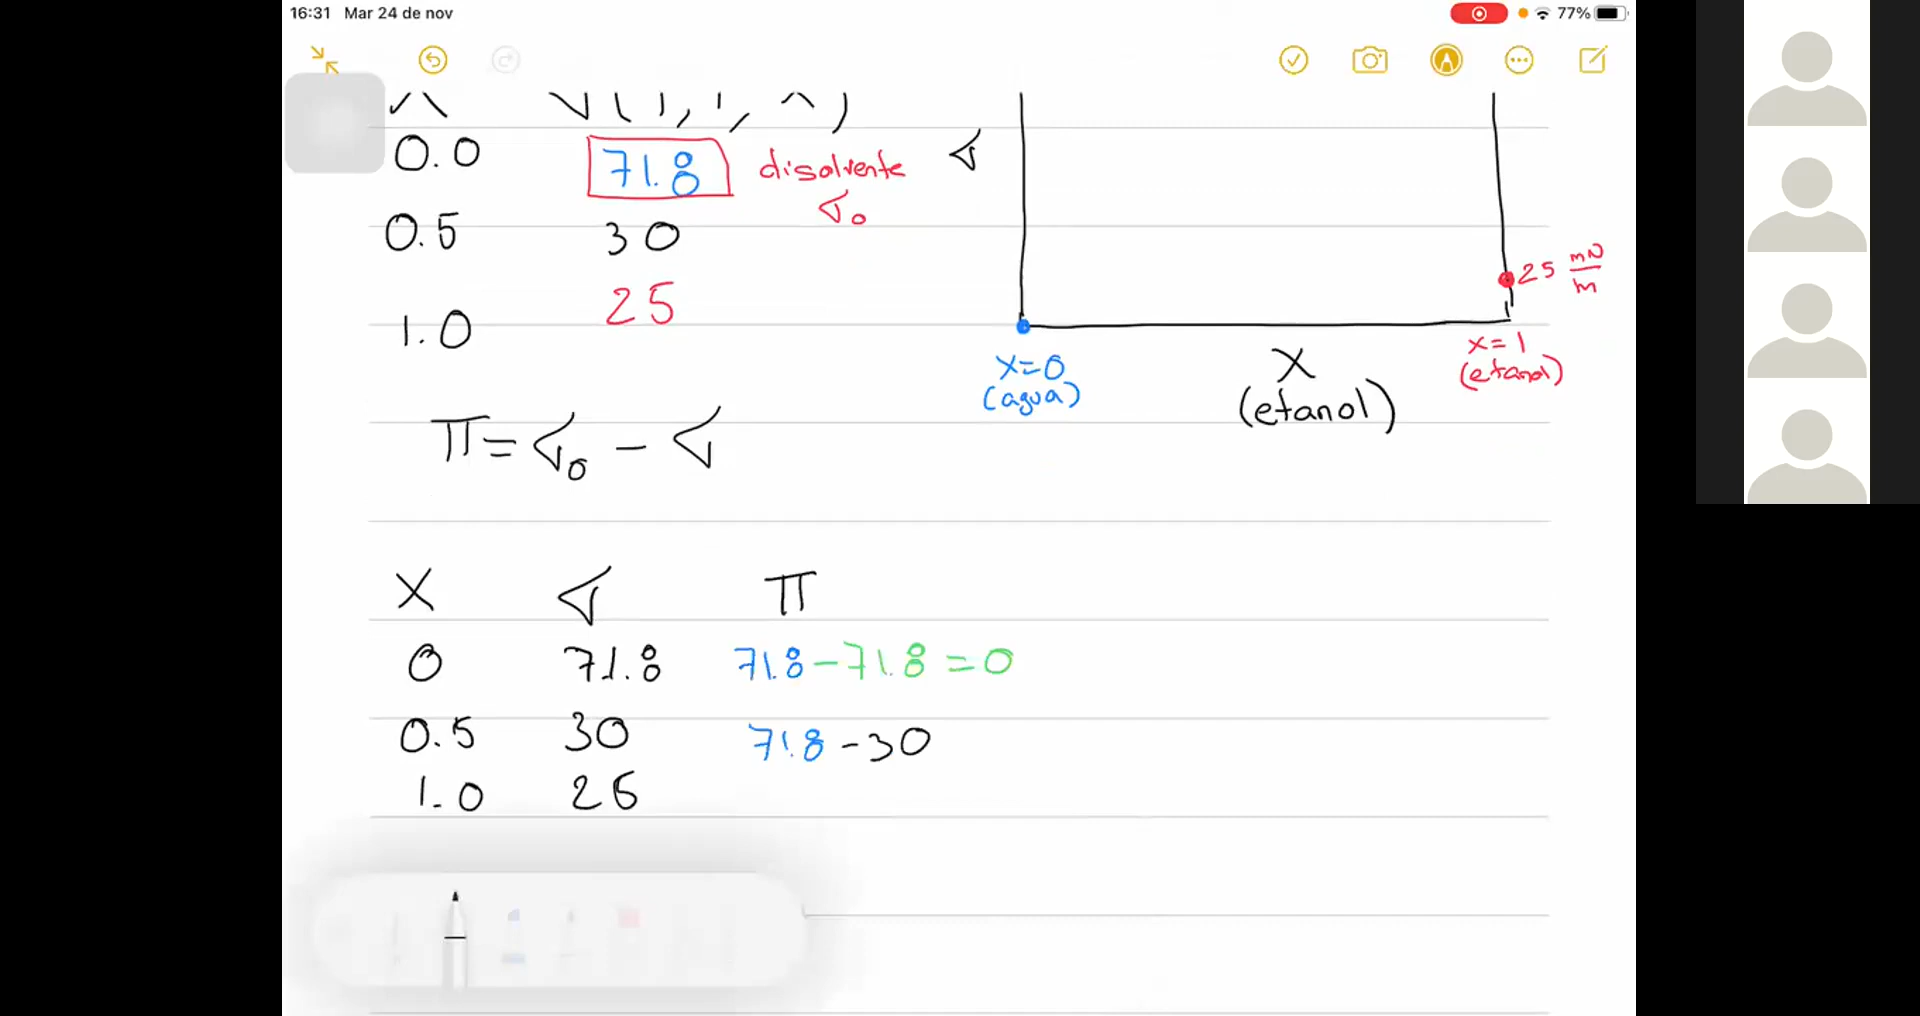 16:31 Mar 24 de nov
77%
0.0 71.8 disolvente σ
σ₀
0.5 30
25 mN/m
1.0 25
x=0 (agua)
x (etanol)
x=1 (etanol)
π = σ₀ - σ
x σ π
0 71.8 71.8-71.8=0
0.5 30 71.8-30
1.0 25